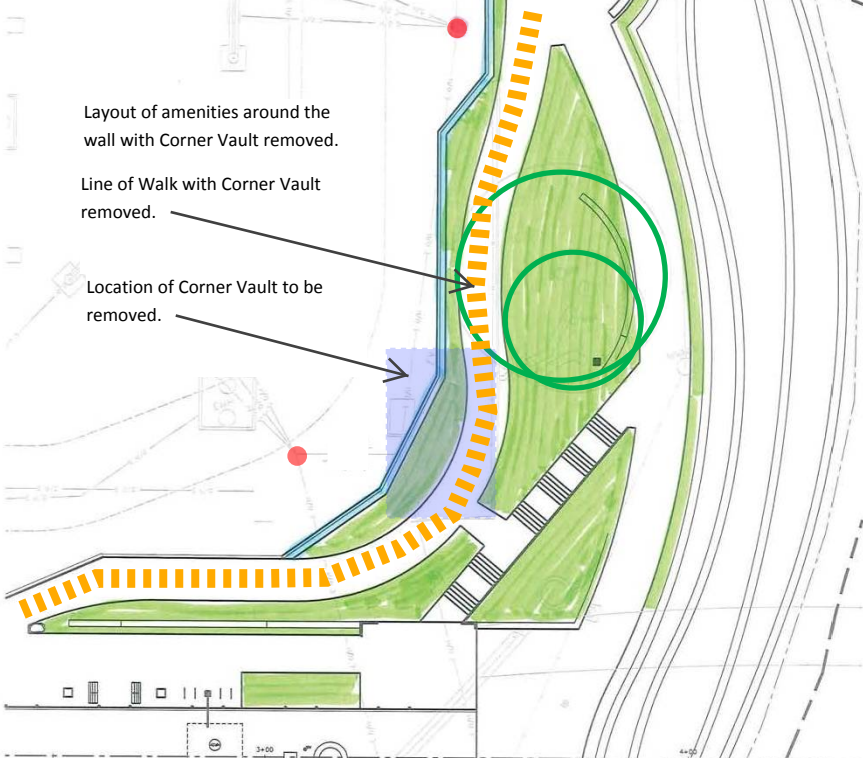 Layout of amenities around the
wall with Corner Vault removed.
Line of Walk with Corner Vault
removed.
Location of Corner Vault to be
removed.
3+00
4+00